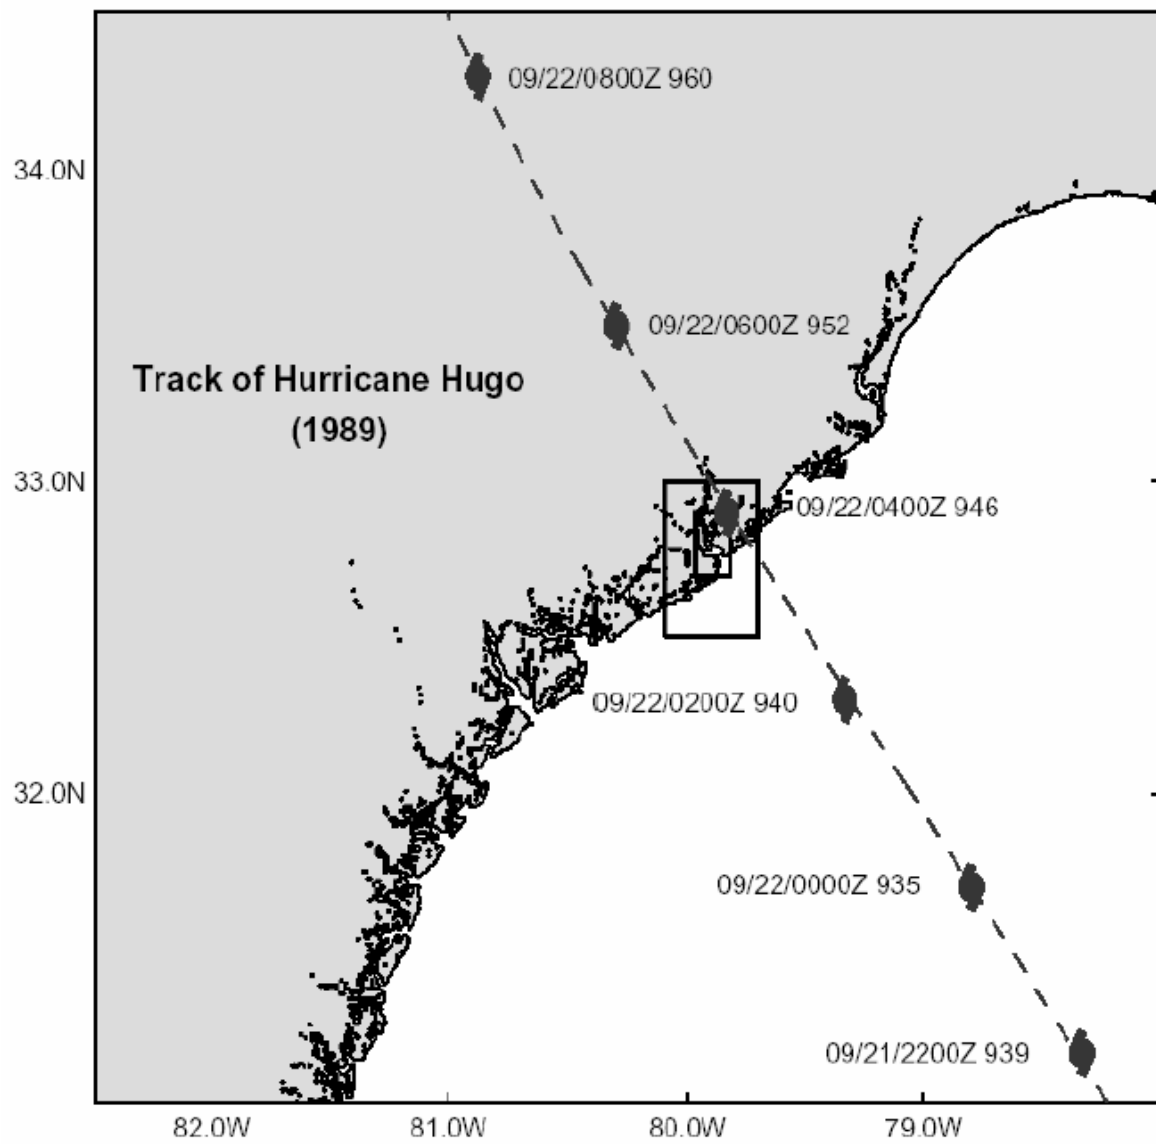 09/22/0800Z 960
34.0N
09/22/0600Z 952
Track of Hurricane Hugo
(1989)
33.0N
09/22/0400Z 946
09/22/0200Z 940
32.0N
09/22/0000Z 935
09/21/2200Z 939
82.0W 81.0W 80.0W 79.0W